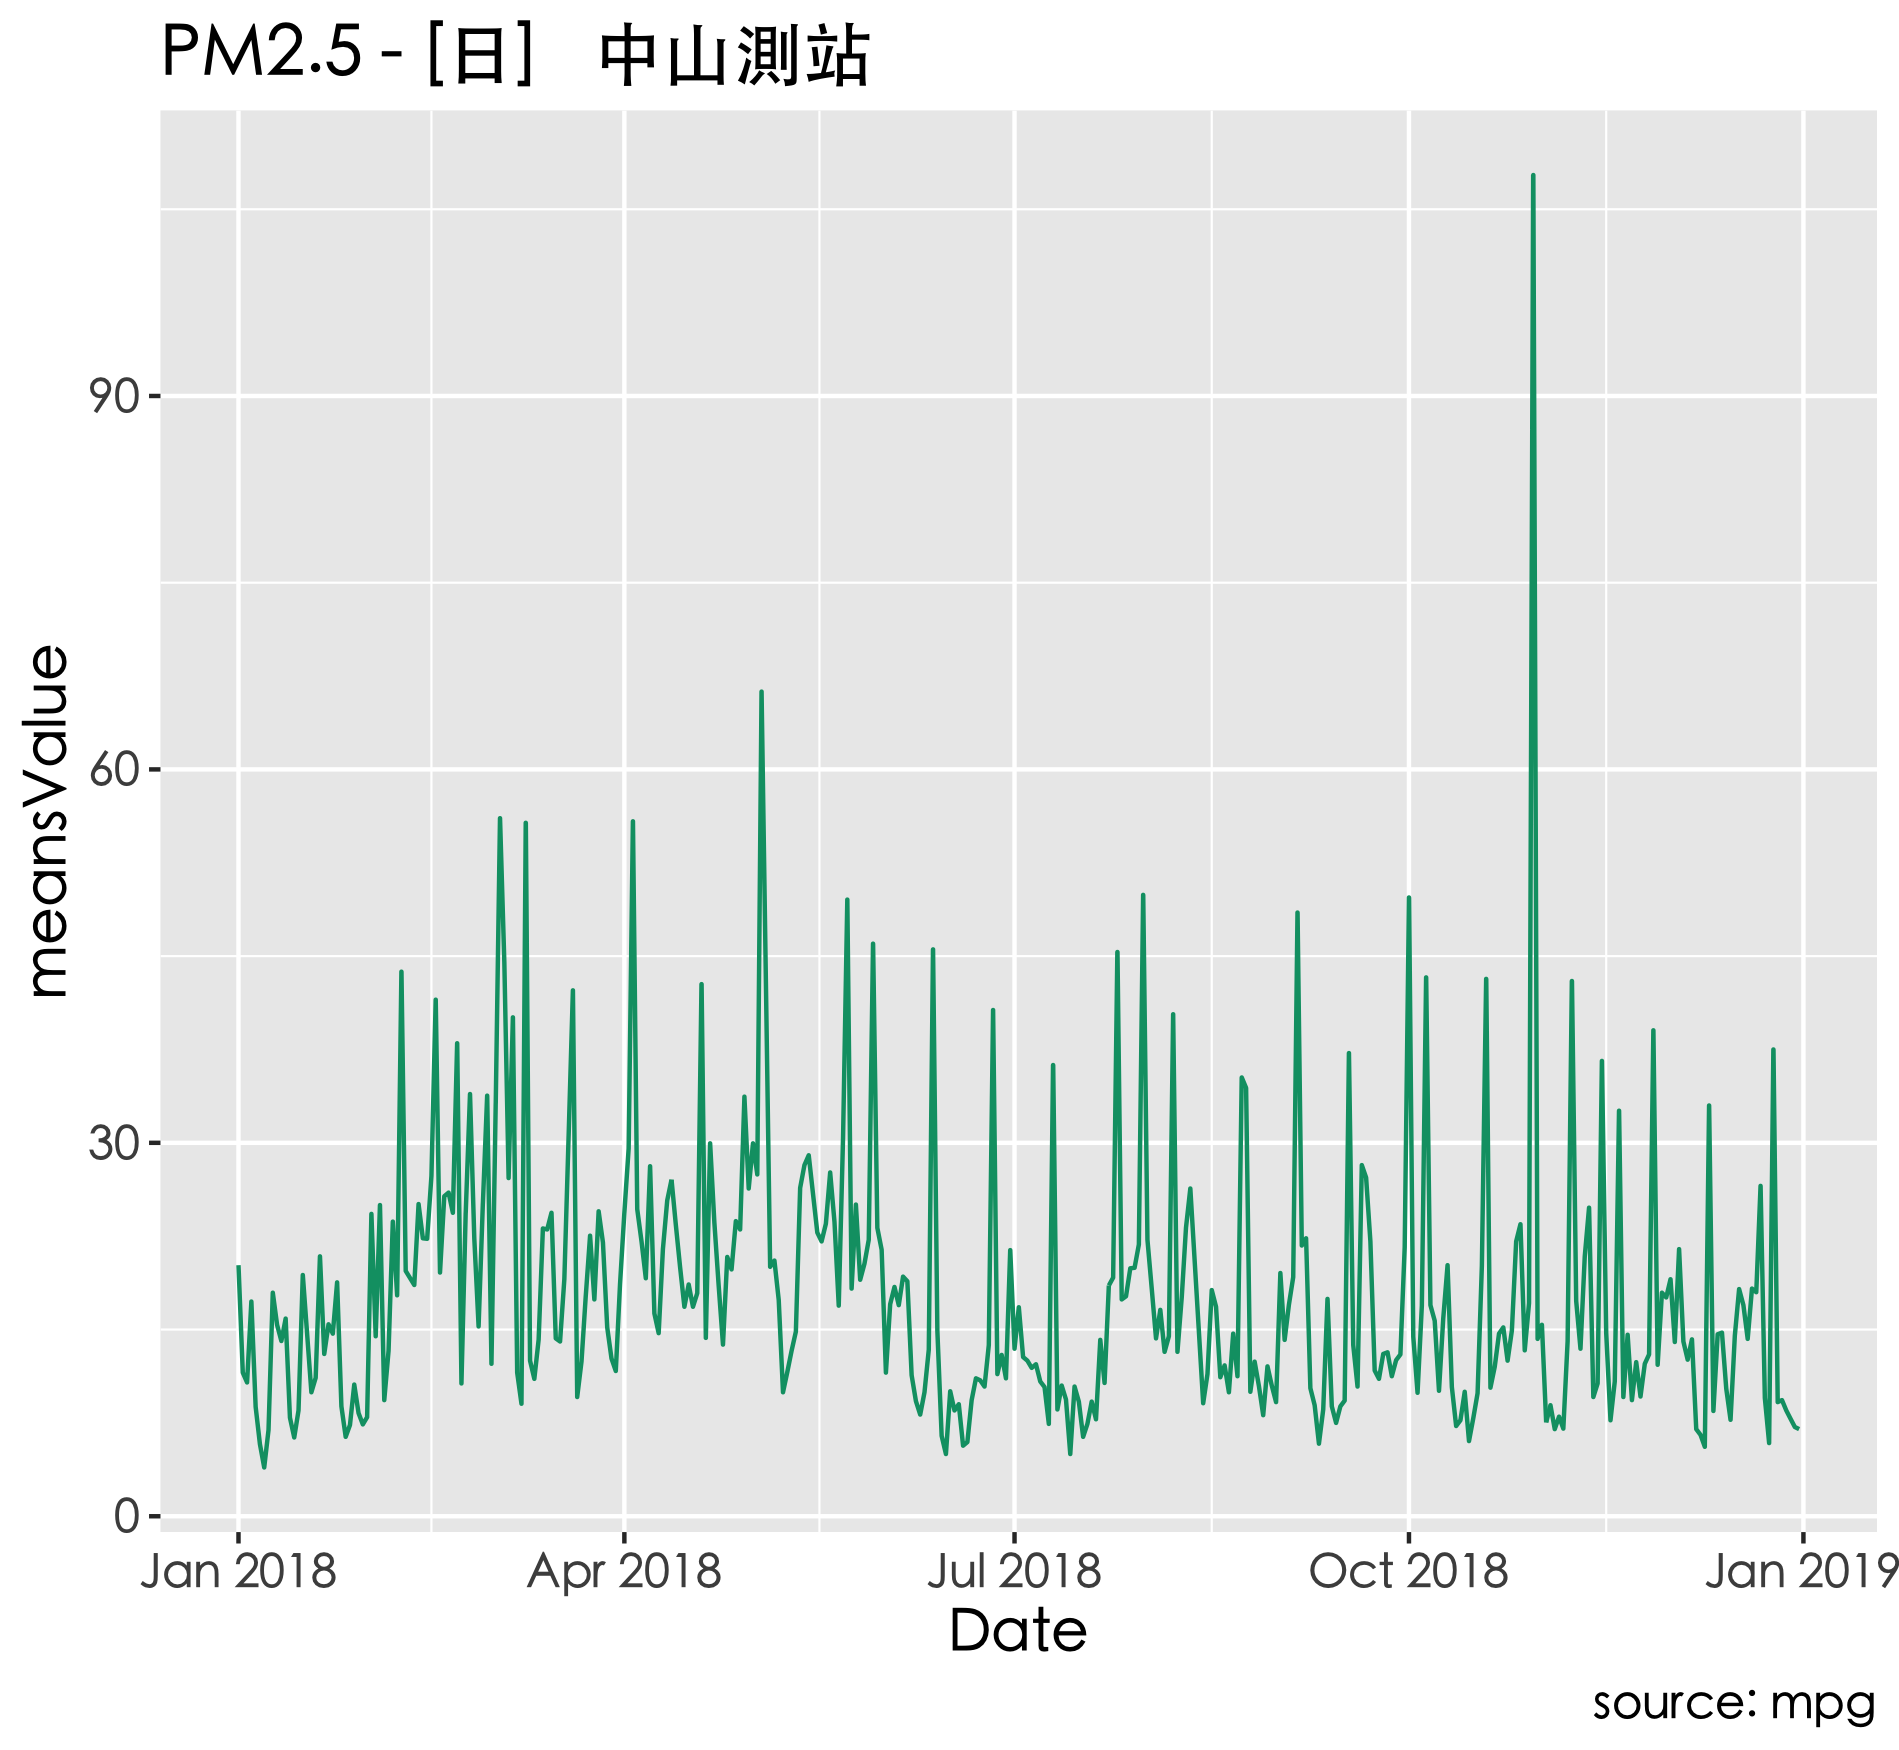 PM2.5 - [日]　中山測站
meansValue
90
60
30
0
Jan 2018 Apr 2018 Jul 2018 Oct 2018 Jan 2019
Date
source: mpg